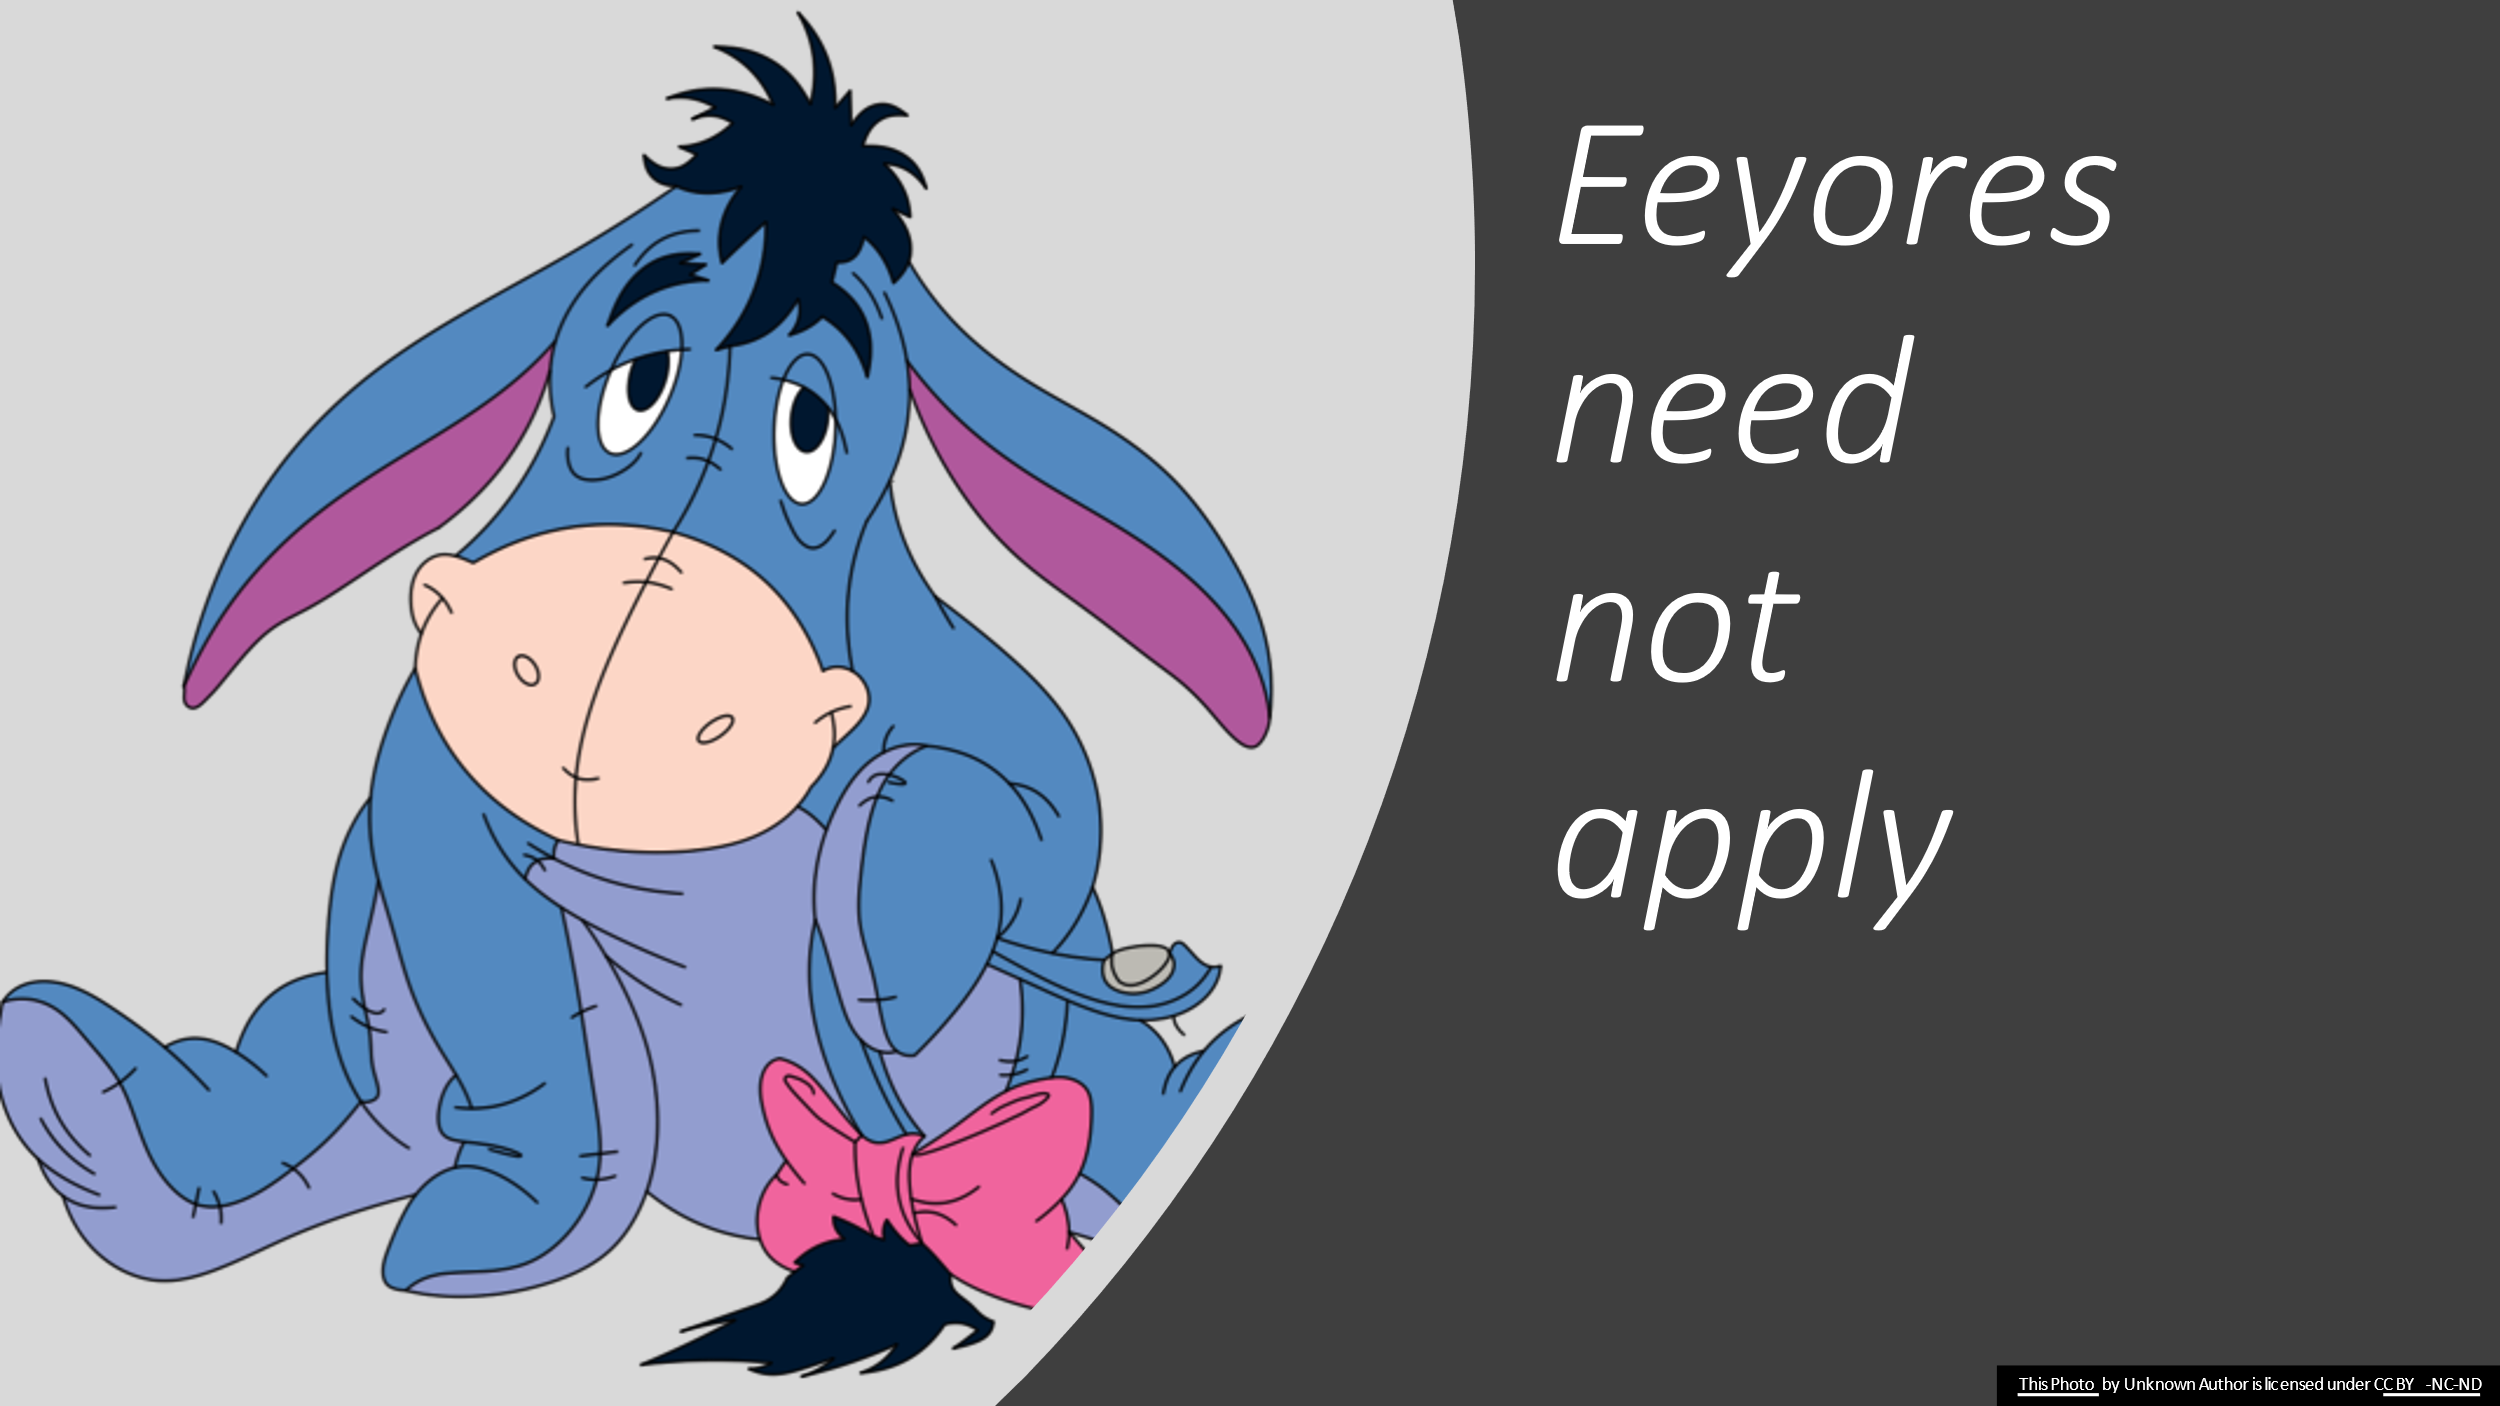 Eeyores
need
not
apply
This Photo by Unknown Author is licensed under CC BY -NC-ND